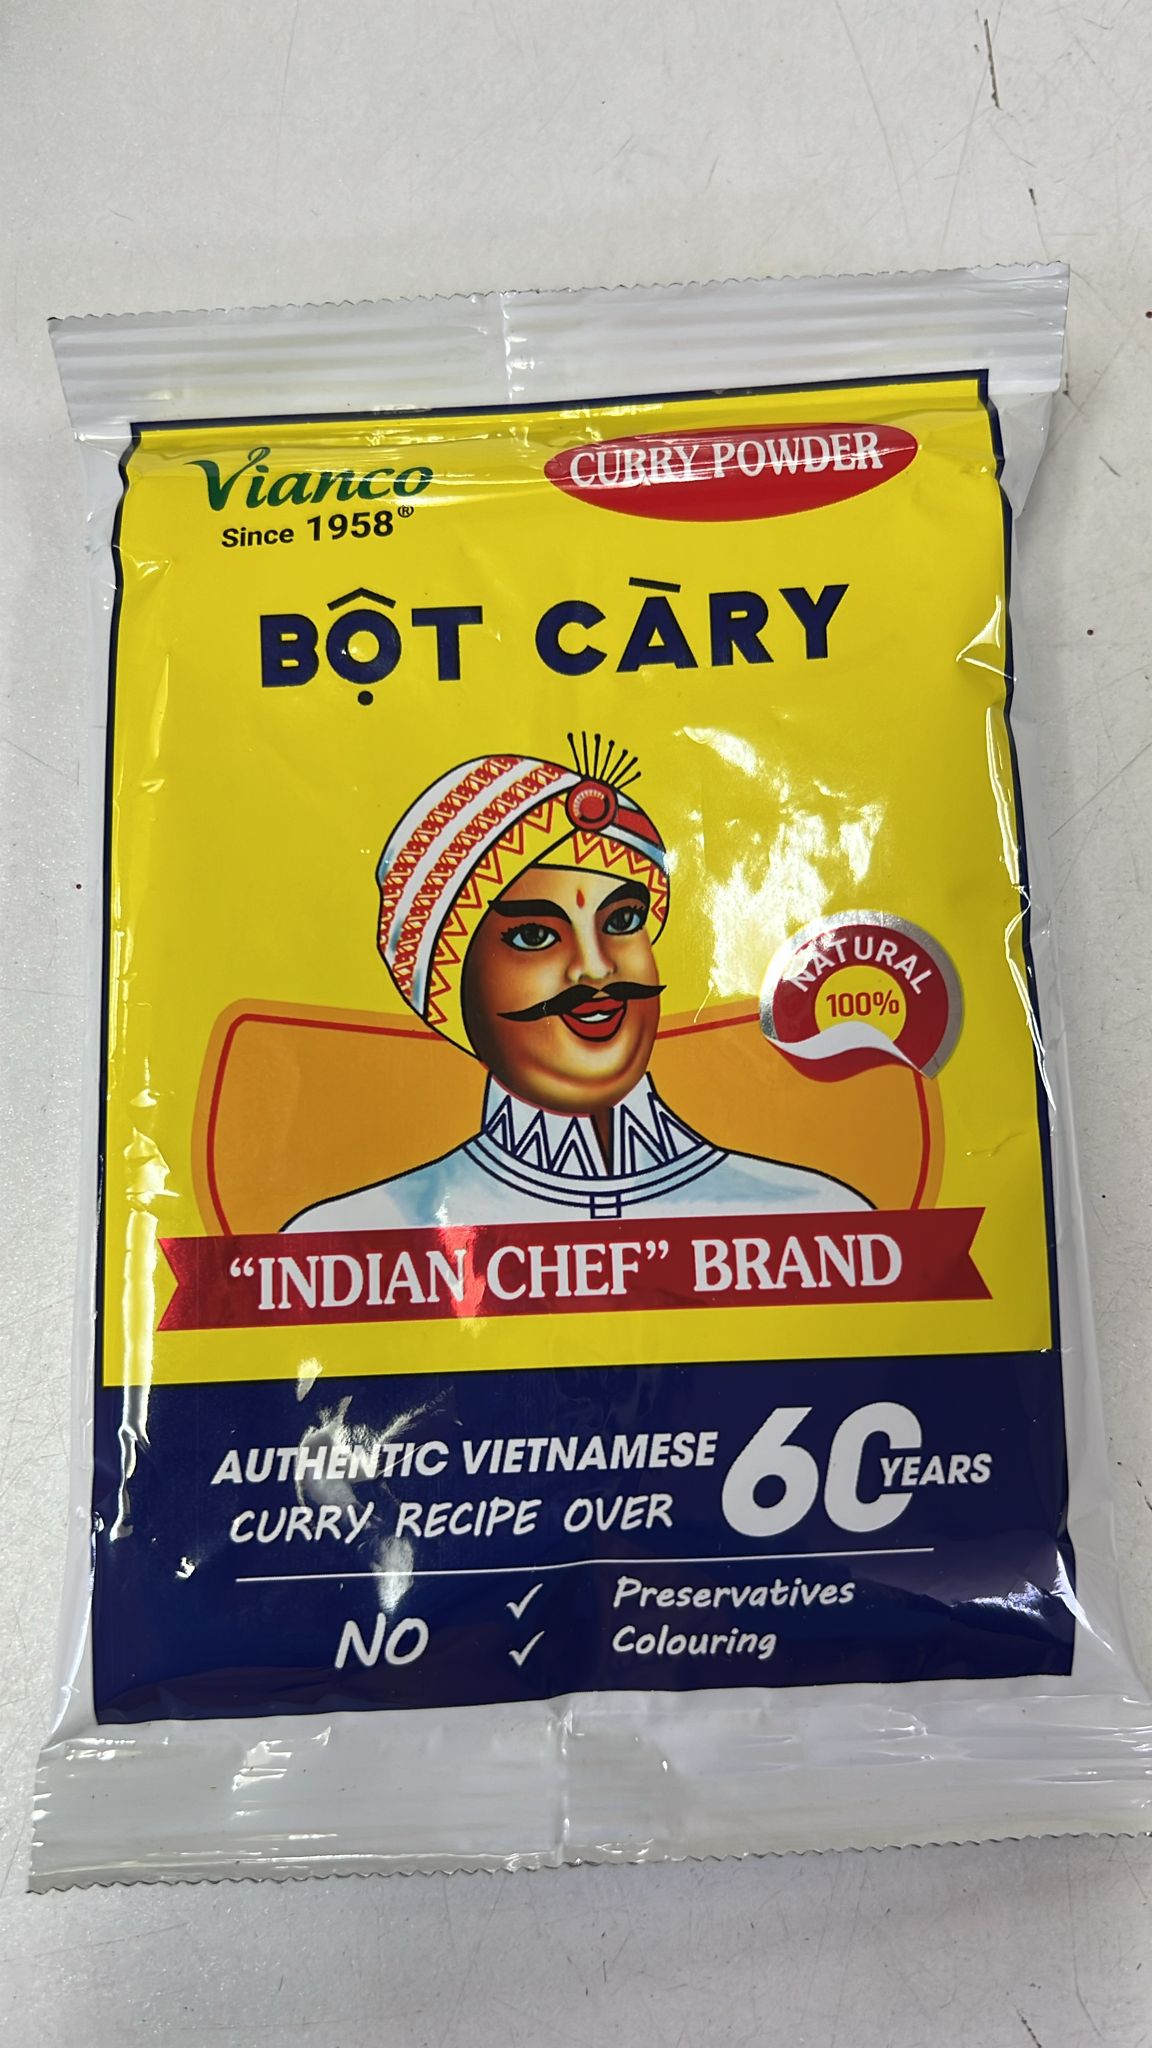 Vianco
Since 1958®
CURRY POWDER
BỘT CÀRY
NATURAL
100%
“INDIAN CHEF” BRAND
AUTHENTIC VIETNAMESE
CURRY RECIPE OVER
60 YEARS
NO
✓ Preservatives
✓ Colouring